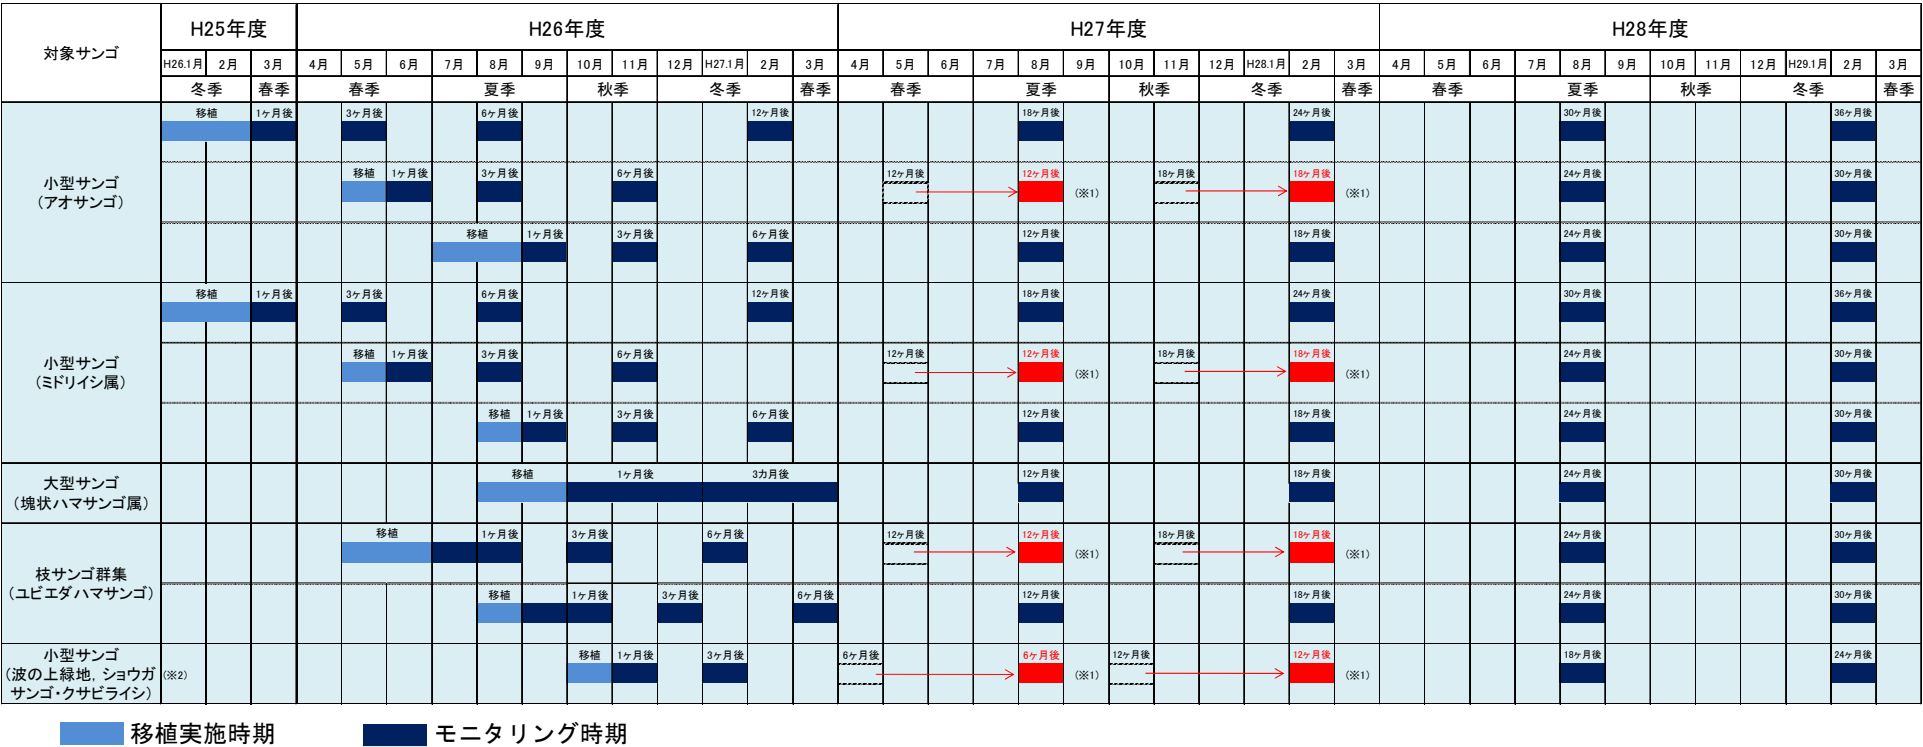 対象サンゴ
H25年度 H26年度 H27年度 H28年度
H26.1月 2月 3月 4月 5月 6月 7月 8月 9月 10月 11月 12月 H27.1月 2月 3月 4月 5月 6月 7月 8月 9月 10月 11月 12月 H28.1月 2月 3月 4月 5月 6月 7月 8月 9月 10月 11月 12月 H29.1月 2月 3月
冬季 春季 春季 夏季 秋季 冬季 春季 春季 夏季 秋季 冬季 春季 春季 夏季 秋季 冬季 春季
小型サンゴ
(アオサンゴ)
移植 1ヶ月後 3ヶ月後 6ヶ月後 12ヶ月後 18ヶ月後 24ヶ月後 30ヶ月後 36ヶ月後
移植 1ヶ月後 3ヶ月後 6ヶ月後 12ヶ月後 12ヶ月後 (※1) 18ヶ月後 18ヶ月後 (※1) 24ヶ月後 30ヶ月後
移植 1ヶ月後 3ヶ月後 6ヶ月後 12ヶ月後 18ヶ月後 24ヶ月後 30ヶ月後
小型サンゴ
(ミドリイシ属)
移植 1ヶ月後 3ヶ月後 6ヶ月後 12ヶ月後 18ヶ月後 24ヶ月後 30ヶ月後 36ヶ月後
移植 1ヶ月後 3ヶ月後 6ヶ月後 12ヶ月後 12ヶ月後 (※1) 18ヶ月後 18ヶ月後 (※1) 24ヶ月後 30ヶ月後
移植 1ヶ月後 3ヶ月後 6ヶ月後 12ヶ月後 18ヶ月後 24ヶ月後 30ヶ月後
大型サンゴ
(塊状ハマサンゴ属)
移植 1ヶ月後 3カ月後 12ヶ月後 18ヶ月後 24ヶ月後 30ヶ月後
枝サンゴ群集
(ユビエダハマサンゴ)
移植 1ヶ月後 3ヶ月後 6ヶ月後 12ヶ月後 12ヶ月後 (※1) 18ヶ月後 18ヶ月後 (※1) 24ヶ月後 30ヶ月後
移植 1ヶ月後 3ヶ月後 6ヶ月後 12ヶ月後 18ヶ月後 24ヶ月後 30ヶ月後
小型サンゴ
(波の上緑地, ショウガ
サンゴ・クサビライシ)
(※2) 移植 1ヶ月後 3ヶ月後 6ヶ月後 6ヶ月後 (※1) 12ヶ月後 12ヶ月後 (※1) 18ヶ月後 24ヶ月後
移植実施時期 モニタリング時期